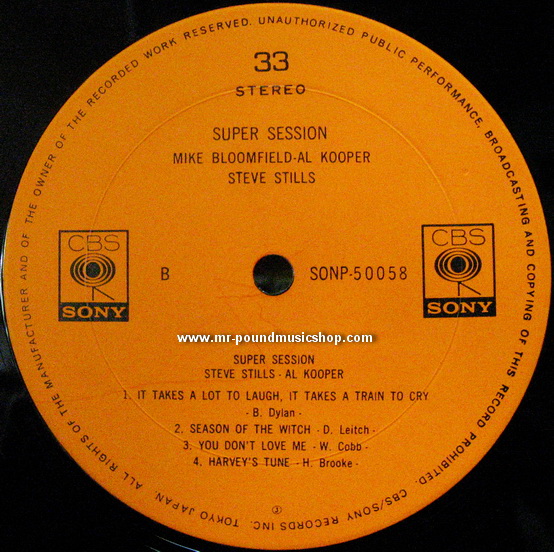 ALL RIGHTS OF THE MANUFACTURER AND OF THE OWNER OF THE RECORDED WORK RESERVED. UNAUTHORIZED PUBLIC PERFORMANCE, BROADCASTING AND COPYING OF THIS RECORD PROHIBITED. CBS/SONY RECORDS INC. TOKYO JAPAN.
33
STEREO
SUPER SESSION
MIKE BLOOMFIELD-AL KOOPER
STEVE STILLS
CBS
SONY
B
SONP-50058
CBS
SONY
www.mr-poundmusicshop.com
SUPER SESSION
STEVE STILLS - AL KOOPER
1. IT TAKES A LOT TO LAUGH, IT TAKES A TRAIN TO CRY
- B. Dylan -
2. SEASON OF THE WITCH - D. Leitch -
3. YOU DON'T LOVE ME - W. Cobb -
4. HARVEY'S TUNE - H. Brooke -
Ⓙ